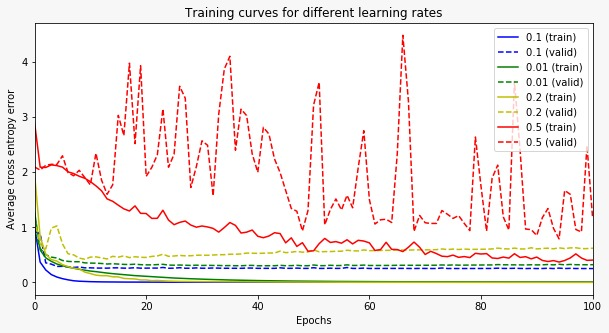 Training curves for different learning rates
Average cross entropy error
4
3
2
1
0
0
20
40
60
80
100
Epochs
0.1 (train)
0.1 (valid)
0.01 (train)
0.01 (valid)
0.2 (train)
0.2 (valid)
0.5 (train)
0.5 (valid)